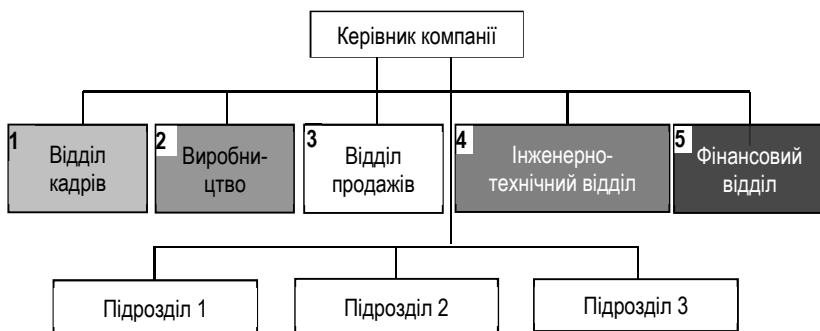 Керівник компанії
1
Відділ
кадрів
2
Виробни-
цтво
3
Відділ
продажів
4
Інженерно-
технічний відділ
5
Фінансовий
відділ
Підрозділ 1
Підрозділ 2
Підрозділ 3